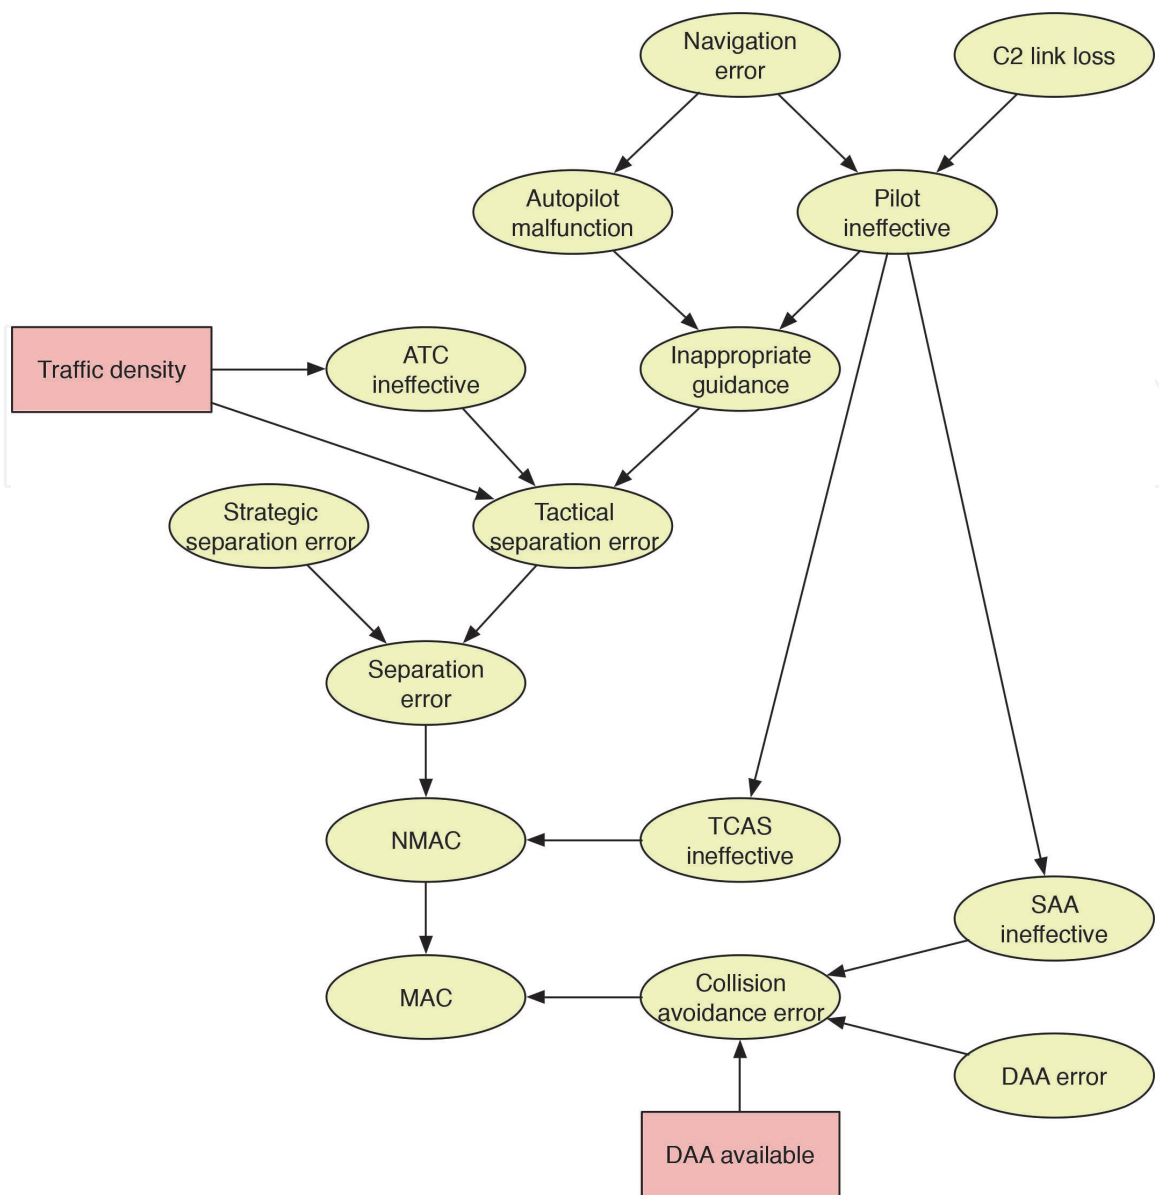 Navigation
error
C2 link loss
Autopilot
malfunction
Pilot
ineffective
Traffic density
ATC
ineffective
Inappropriate
guidance
Strategic
separation error
Tactical
separation error
Separation
error
NMAC
TCAS
ineffective
SAA
ineffective
MAC
Collision
avoidance error
DAA error
DAA available